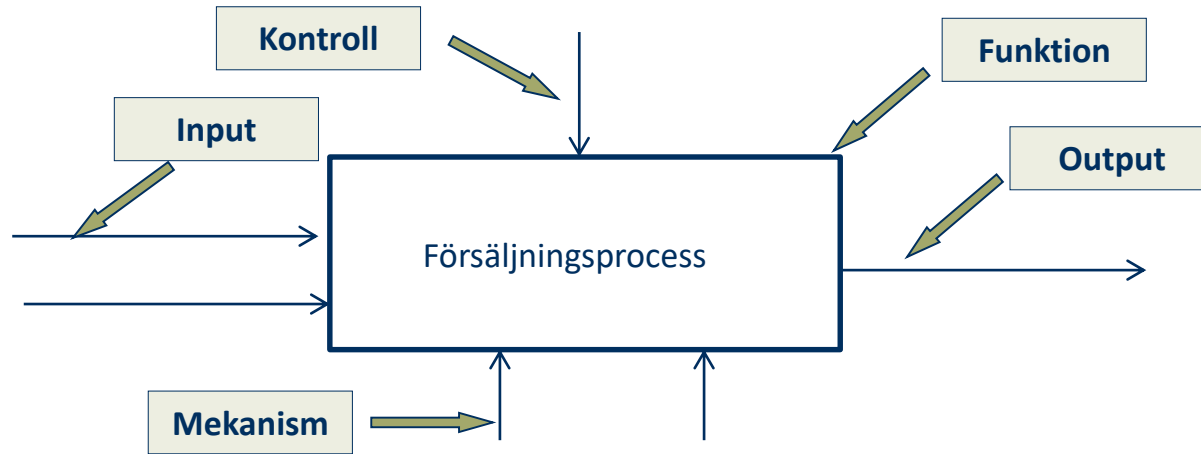 Kontroll
Funktion
Input
Output
Försäljningsprocess
Mekanism